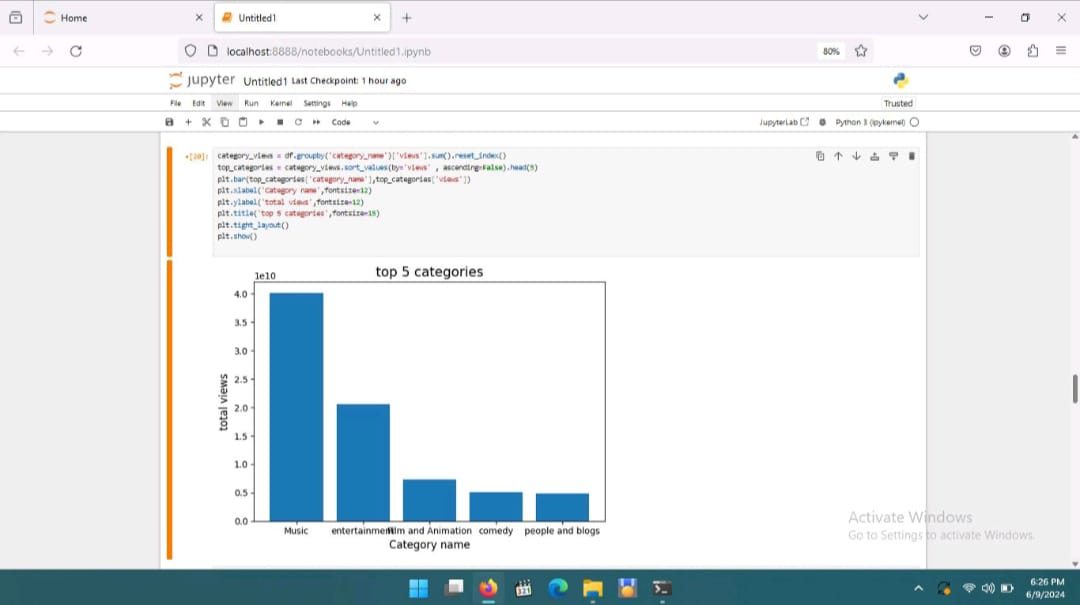 Home
Untitled1
localhost:8888/notebooks/Untitled1.ipynb
80%
jupyter Untitled1 Last Checkpoint: 1 hour ago
File Edit View Run Kernel Settings Help
Trusted
Code
JupyterLab
Python 3 (ipykernel)
[20]:
category_views = df.groupby('category_name')['views'].sum().reset_index()
top_categories = category_views.sort_values(by='views' , ascending=False).head(5)
plt.bar(top_categories['category_name'],top_categories['views'])
plt.xlabel('Category name',fontsize=12)
plt.ylabel('total views',fontsize=12)
plt.title('top 5 categories',fontsize=15)
plt.tight_layout()
plt.show()
top 5 categories
1e10
4.0
3.5
3.0
2.5
2.0
1.5
1.0
0.5
0.0
total views
Music entertainment film and Animation comedy people and blogs
Category name
Activate Windows
Go to Settings to activate Windows.
321
6:26 PM
6/9/2024